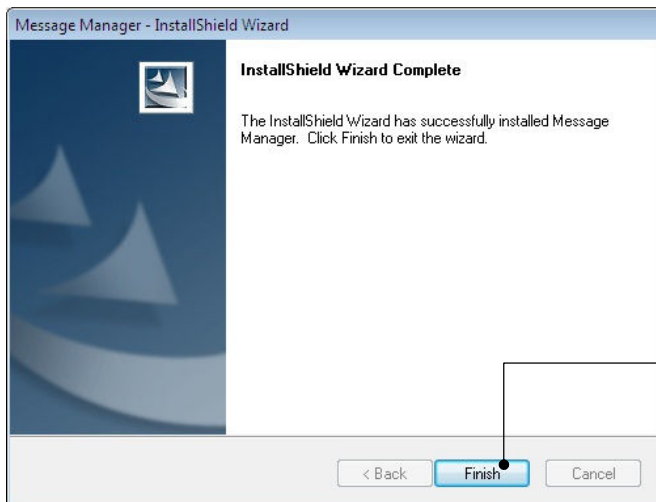 Message Manager - InstallShield Wizard
InstallShield Wizard Complete
The InstallShield Wizard has successfully installed Message
Manager. Click Finish to exit the wizard.
< Back Finish Cancel